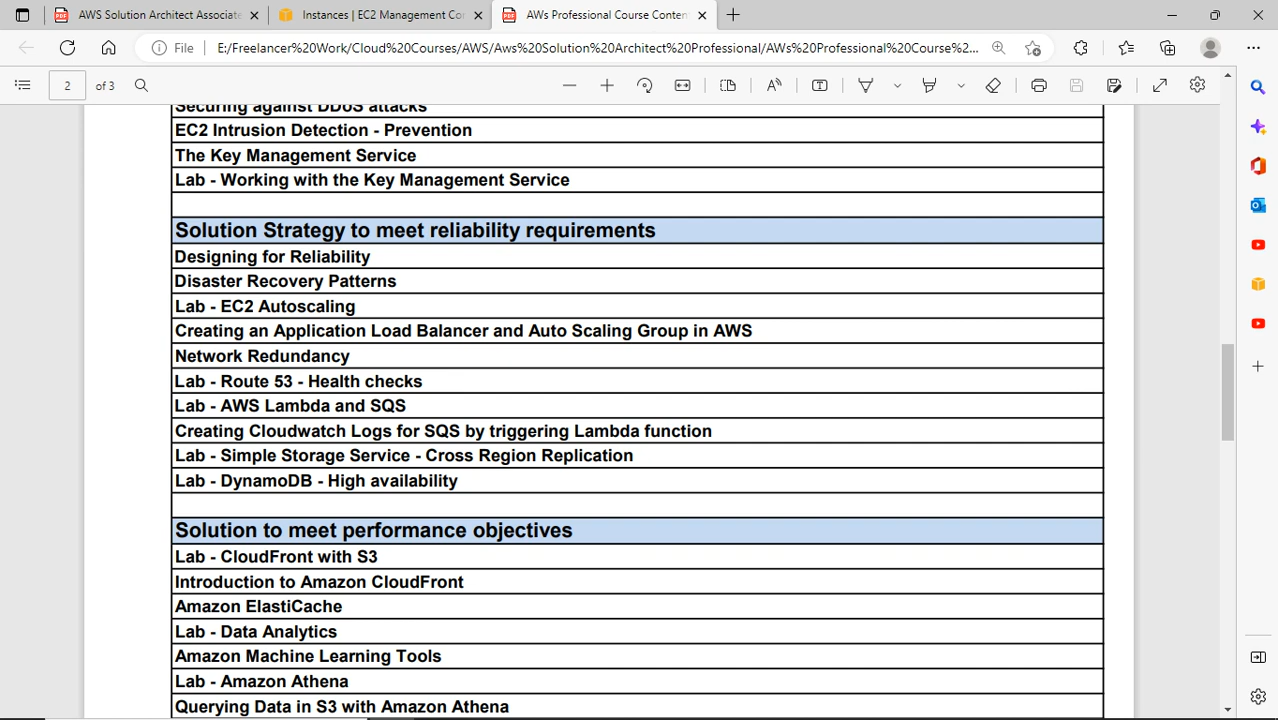 AWS Solution Architect Associate
Instances | EC2 Management Cor
AWs Professional Course Conten
File
E:/Freelancer%20Work/Cloud%20Courses/AWS/Aws%20Solution%20Architect%20Professional/AWs%20Professional%20Course%2...
2
of 3
Securing against DDoS attacks
EC2 Intrusion Detection - Prevention
The Key Management Service
Lab - Working with the Key Management Service
Solution Strategy to meet reliability requirements
Designing for Reliability
Disaster Recovery Patterns
Lab - EC2 Autoscaling
Creating an Application Load Balancer and Auto Scaling Group in AWS
Network Redundancy
Lab - Route 53 - Health checks
Lab - AWS Lambda and SQS
Creating Cloudwatch Logs for SQS by triggering Lambda function
Lab - Simple Storage Service - Cross Region Replication
Lab - DynamoDB - High availability
Solution to meet performance objectives
Lab - CloudFront with S3
Introduction to Amazon CloudFront
Amazon ElastiCache
Lab - Data Analytics
Amazon Machine Learning Tools
Lab - Amazon Athena
Querying Data in S3 with Amazon Athena